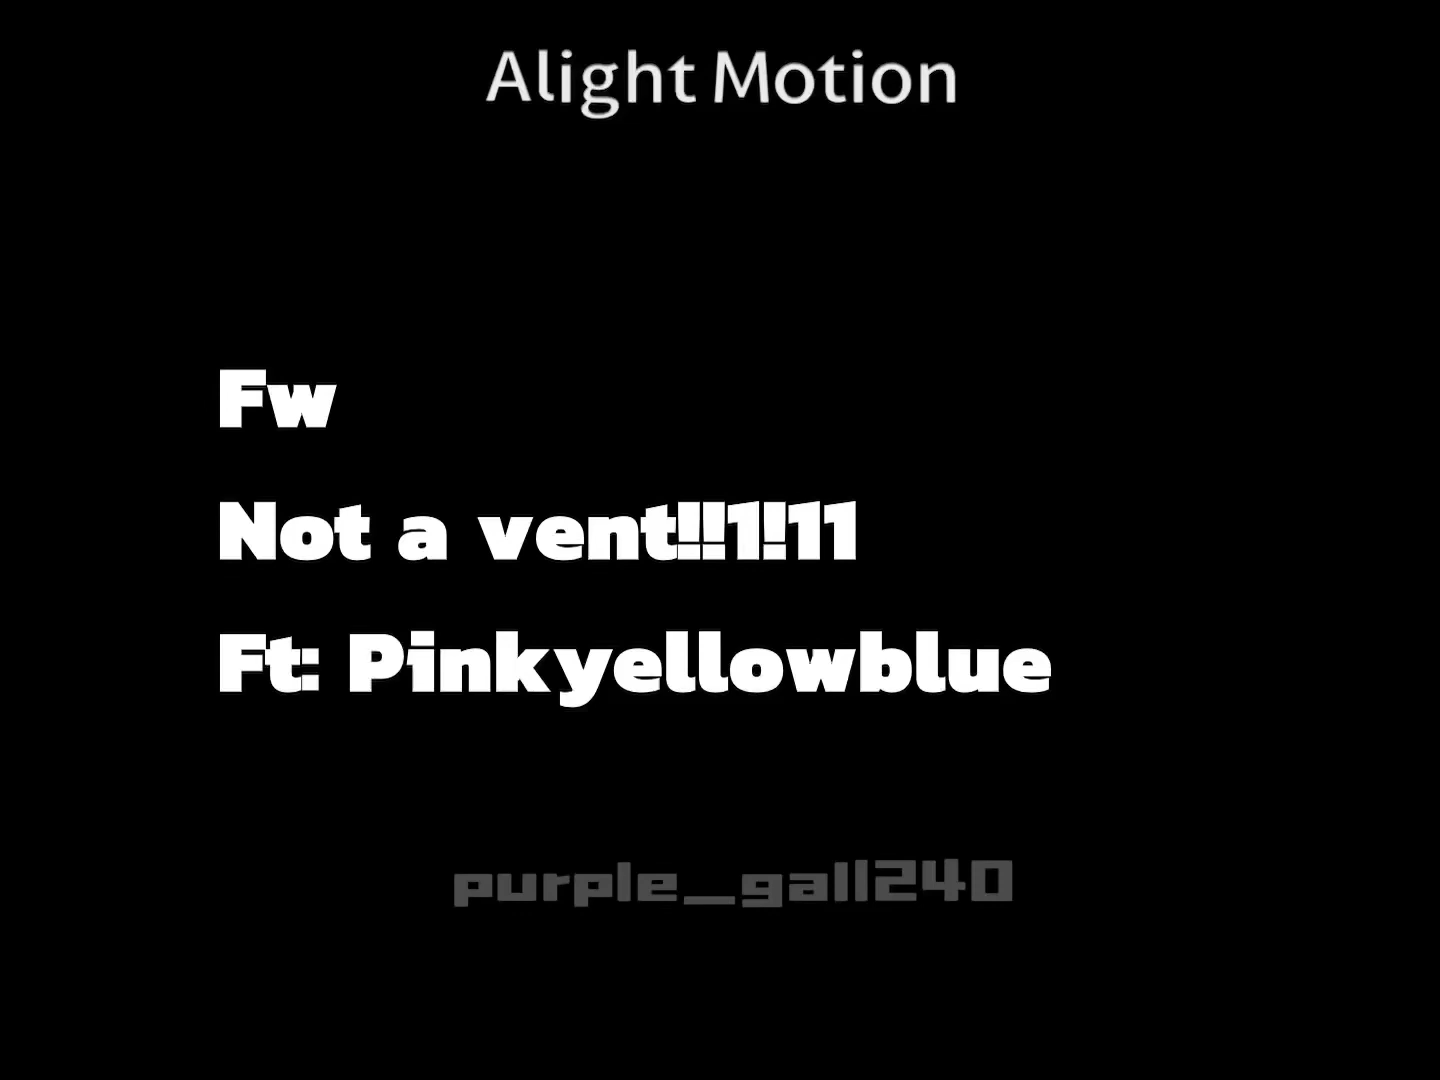 Alight Motion
Fw
Not a vent!!1!11
Ft: Pinkyellowblue
purple_gall240